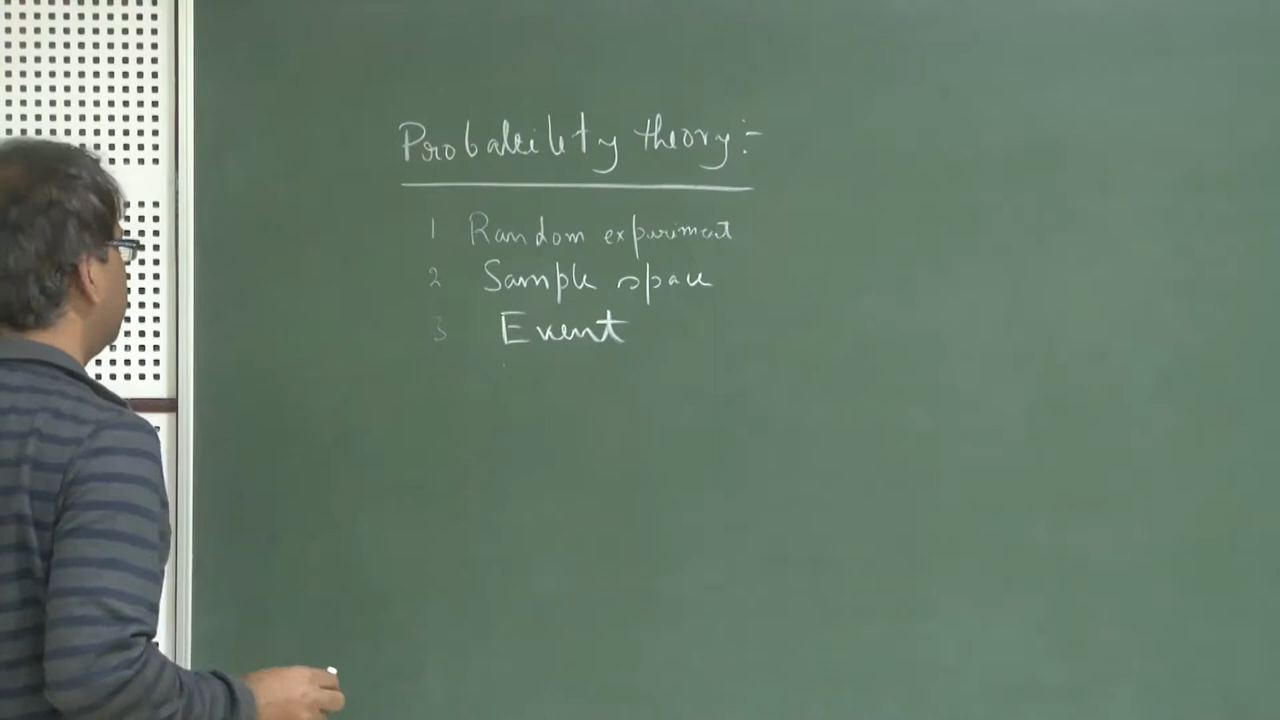 Probability theory:-
1 Random experiment
2 Sample space
3 Event